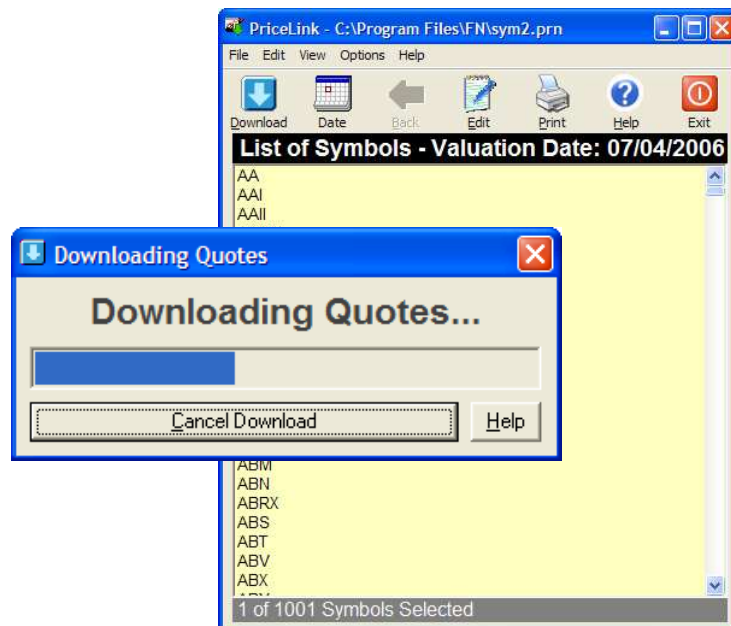 PriceLink - C:\Program Files\FN\sym2.prn
File Edit View Options Help
Download Date Back Edit Print Help Exit
List of Symbols - Valuation Date: 07/04/2006
AA
AAI
AAII
Downloading Quotes
Downloading Quotes...
Cancel Download Help
ABM
ABN
ABRX
ABS
ABT
ABV
ABX
1 of 1001 Symbols Selected